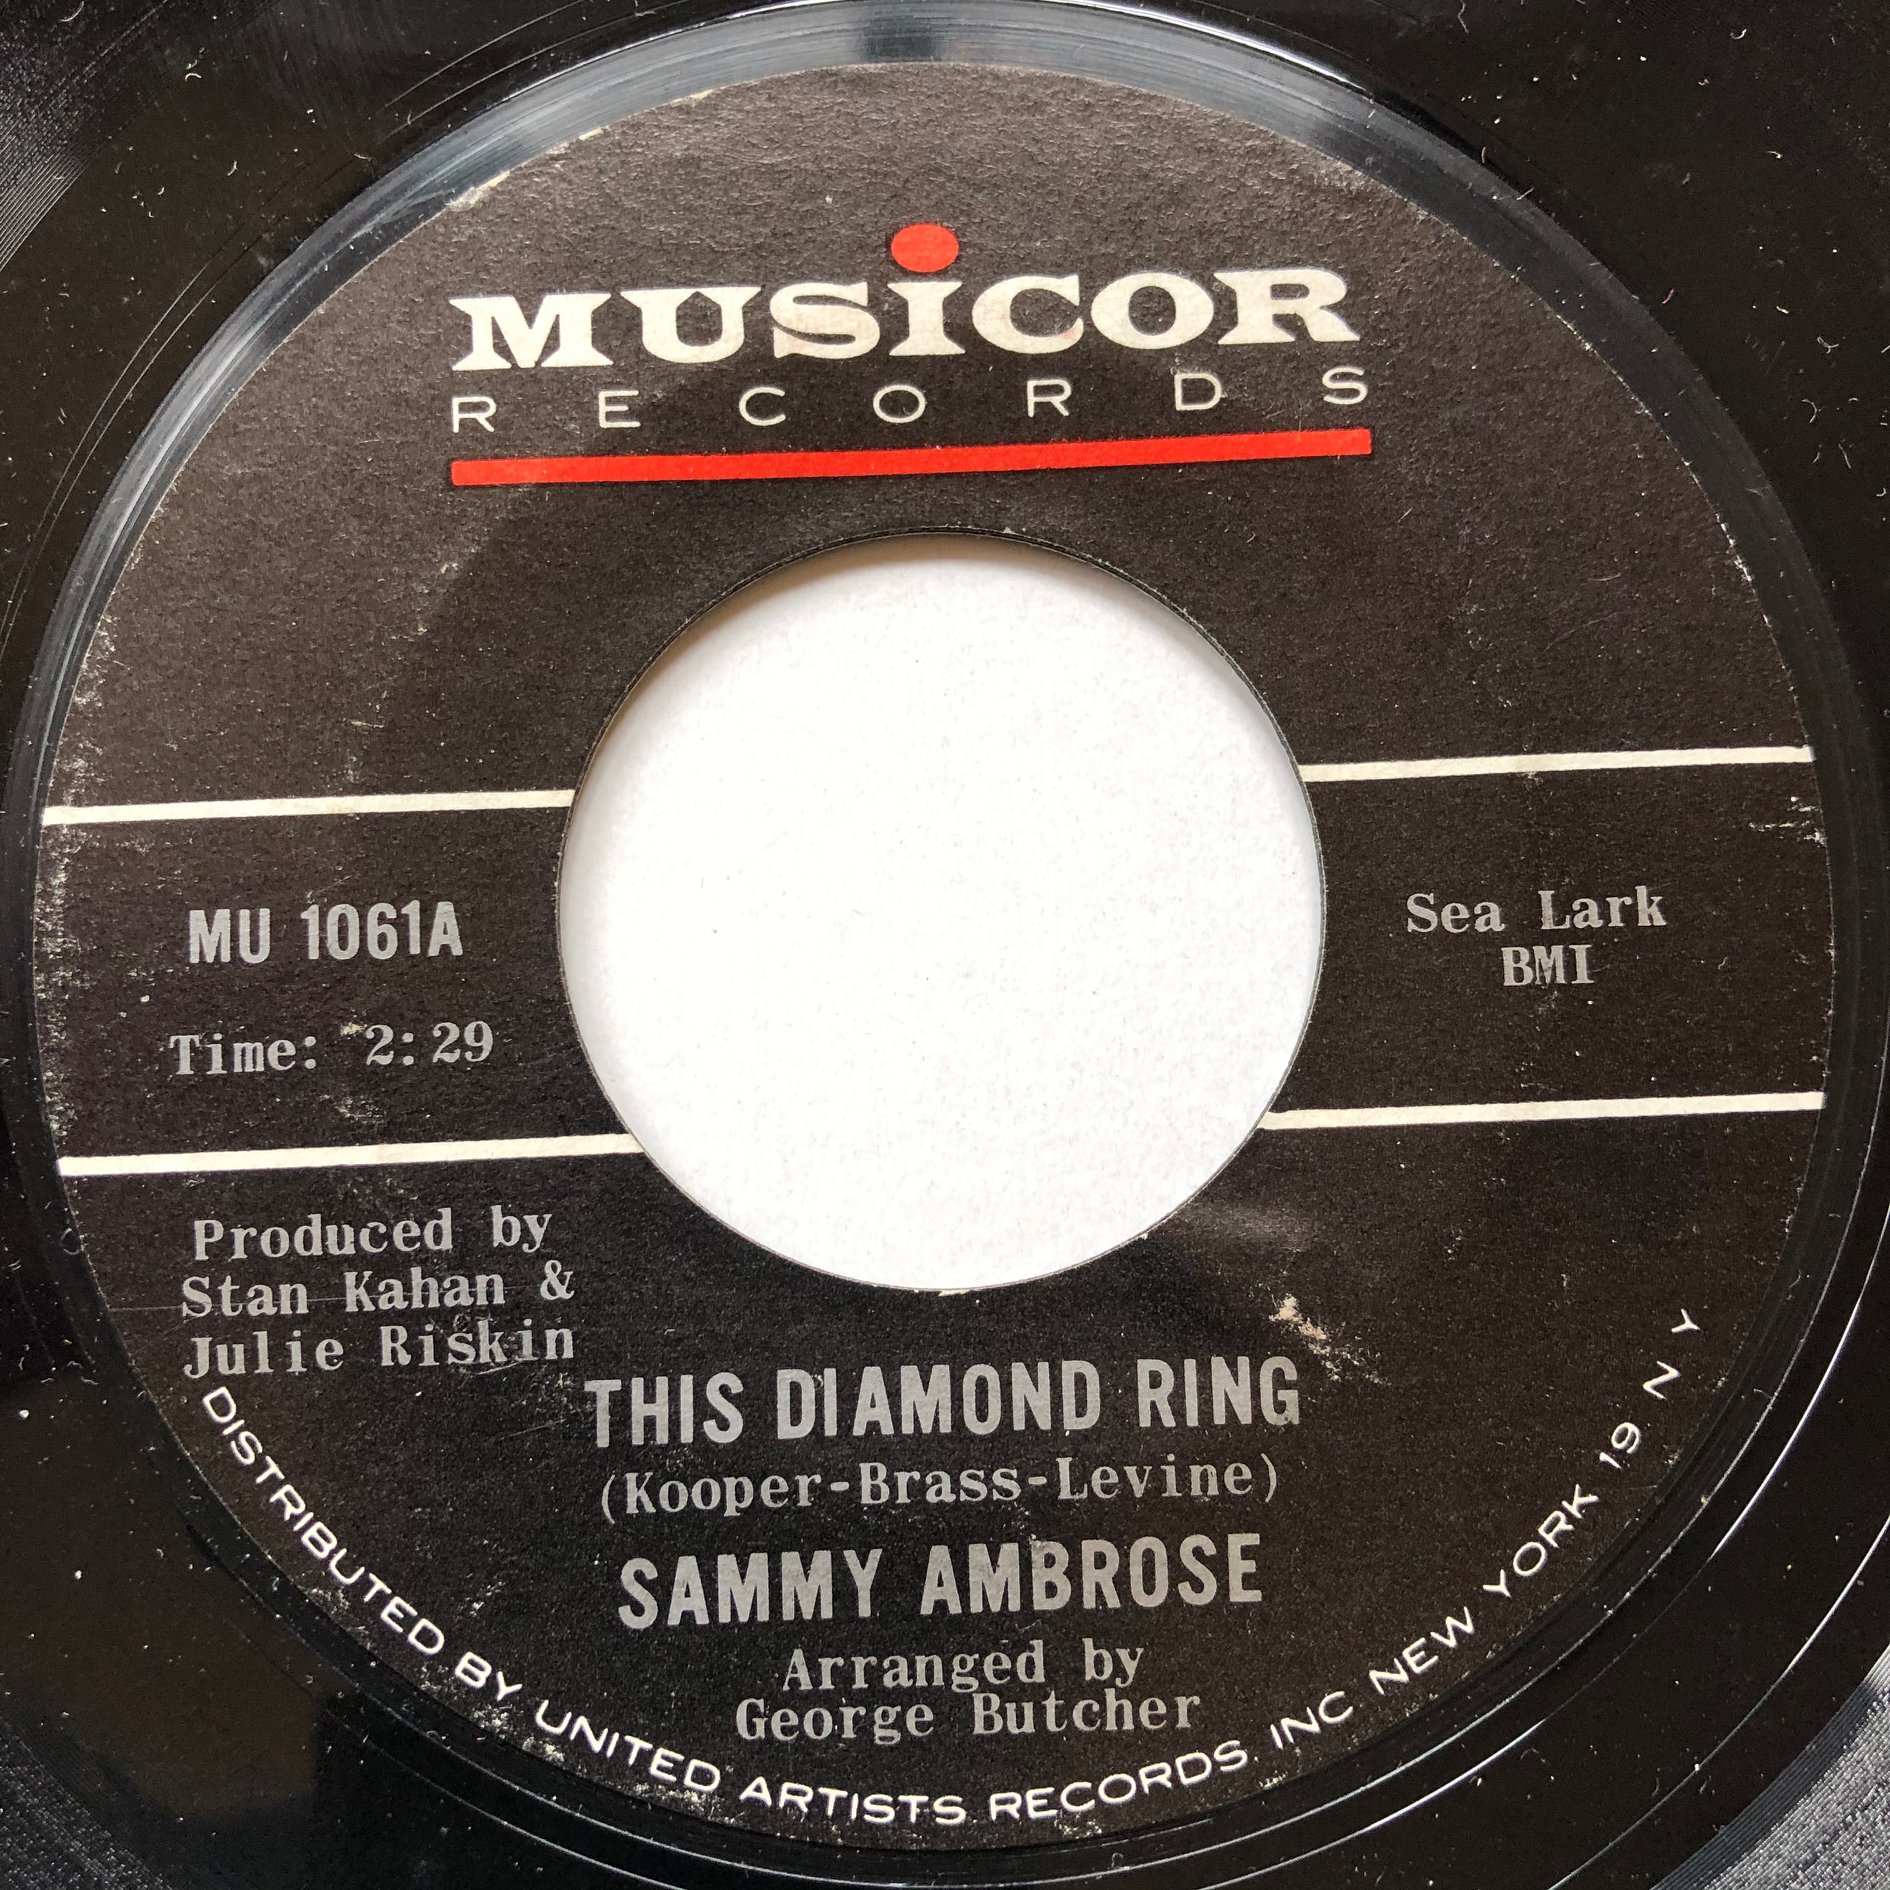 MUSiCOR
RECORDS
MU 1061A
Time: 2:29
Sea Lark
BMI
Produced by
Stan Kahan &
Julie Riskin
THIS DIAMOND RING
(Kooper-Brass-Levine)
SAMMY AMBROSE
Arranged by
George Butcher
DISTRIBUTED BY UNITED ARTISTS RECORDS INC NEW YORK 19 N Y